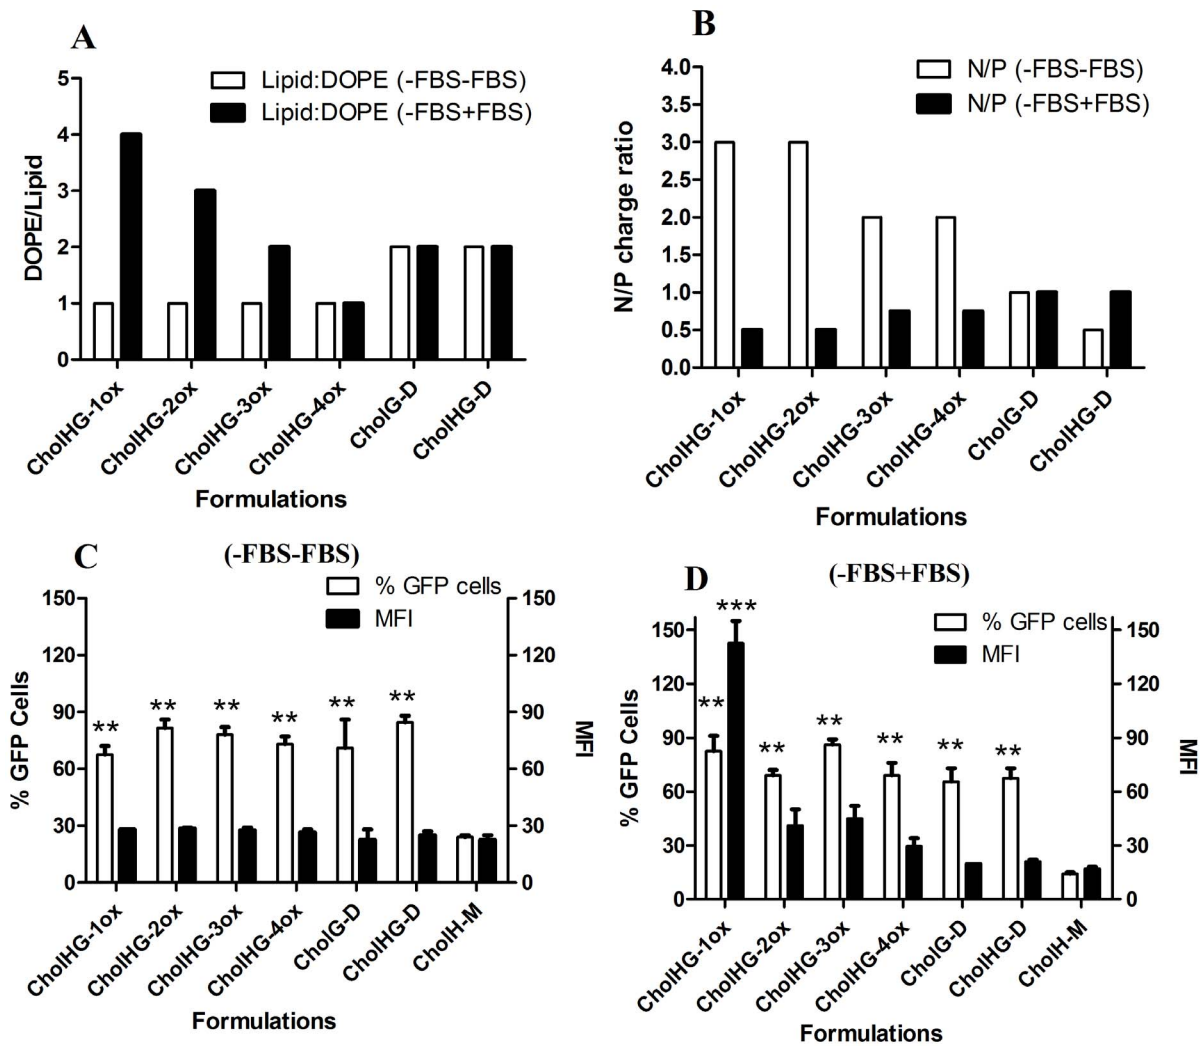 A
Lipid:DOPE (-FBS-FBS)
Lipid:DOPE (-FBS+FBS)
DOPE/Lipid
5
4
3
2
1
0
CholHG-1ox
CholHG-2ox
CholHG-3ox
CholHG-4ox
CholG-D
CholHG-D
Formulations
B
N/P (-FBS-FBS)
N/P (-FBS+FBS)
N/P charge ratio
4.0
3.5
3.0
2.5
2.0
1.5
1.0
0.5
0.0
CholHG-1ox
CholHG-2ox
CholHG-3ox
CholHG-4ox
CholG-D
CholHG-D
Formulations
C
(-FBS-FBS)
% GFP cells
MFI
% GFP Cells
150
120
90
60
30
0
**
**
**
**
**
**
150
120
90
60
30
0
MFI
CholHG-1ox
CholHG-2ox
CholHG-3ox
CholHG-4ox
CholG-D
CholHG-D
CholH-M
Formulations
D
(-FBS+FBS)
% GFP cells
MFI
% GFP Cells
150
120
90
60
30
0
**
***
**
**
**
**
**
150
120
90
60
30
0
MFI
CholHG-1ox
CholHG-2ox
CholHG-3ox
CholHG-4ox
CholG-D
CholHG-D
CholH-M
Formulations